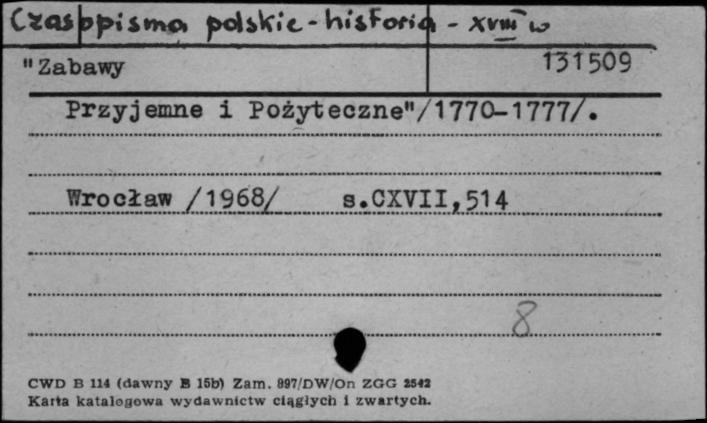 Czasopisma polskie - historia - XVIII w
"Zabawy 131509
Przyjemne i Pożyteczne"/1770-1777/.
Wrocław /1968/ s.CXVII,514
8
CWD B 114 (dawny B 15b) Zam. 897/DW/On ZGG 2542
Karta katalogowa wydawnictw ciągłych i zwartych.